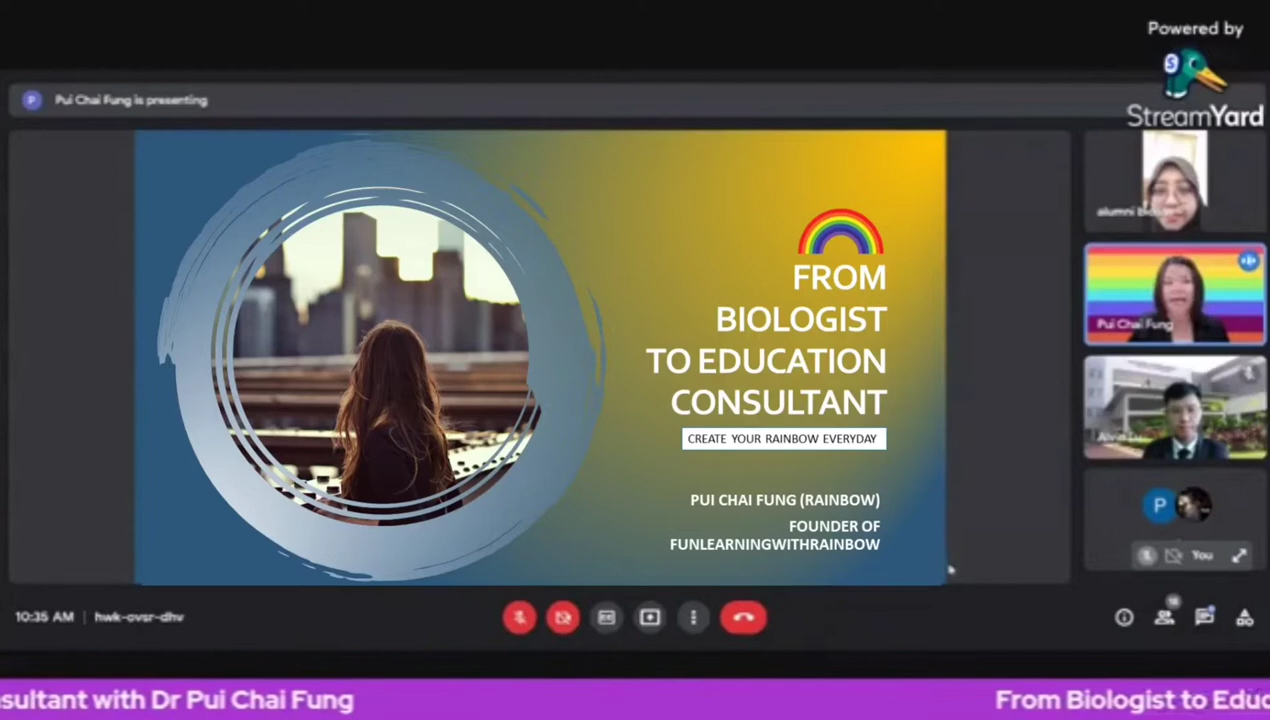 Powered by
StreamYard
P
Pui Chai Fung is presenting
FROM
BIOLOGIST
TO EDUCATION
CONSULTANT
CREATE YOUR RAINBOW EVERYDAY
PUI CHAI FUNG (RAINBOW)
FOUNDER OF
FUNLEARNINGWITHRAINBOW
alumni
Pui Chai Fung
P
You
10:35 AM | hwk-ovsr-dhv
nsultant with Dr Pui Chai Fung
From Biologist to Educ